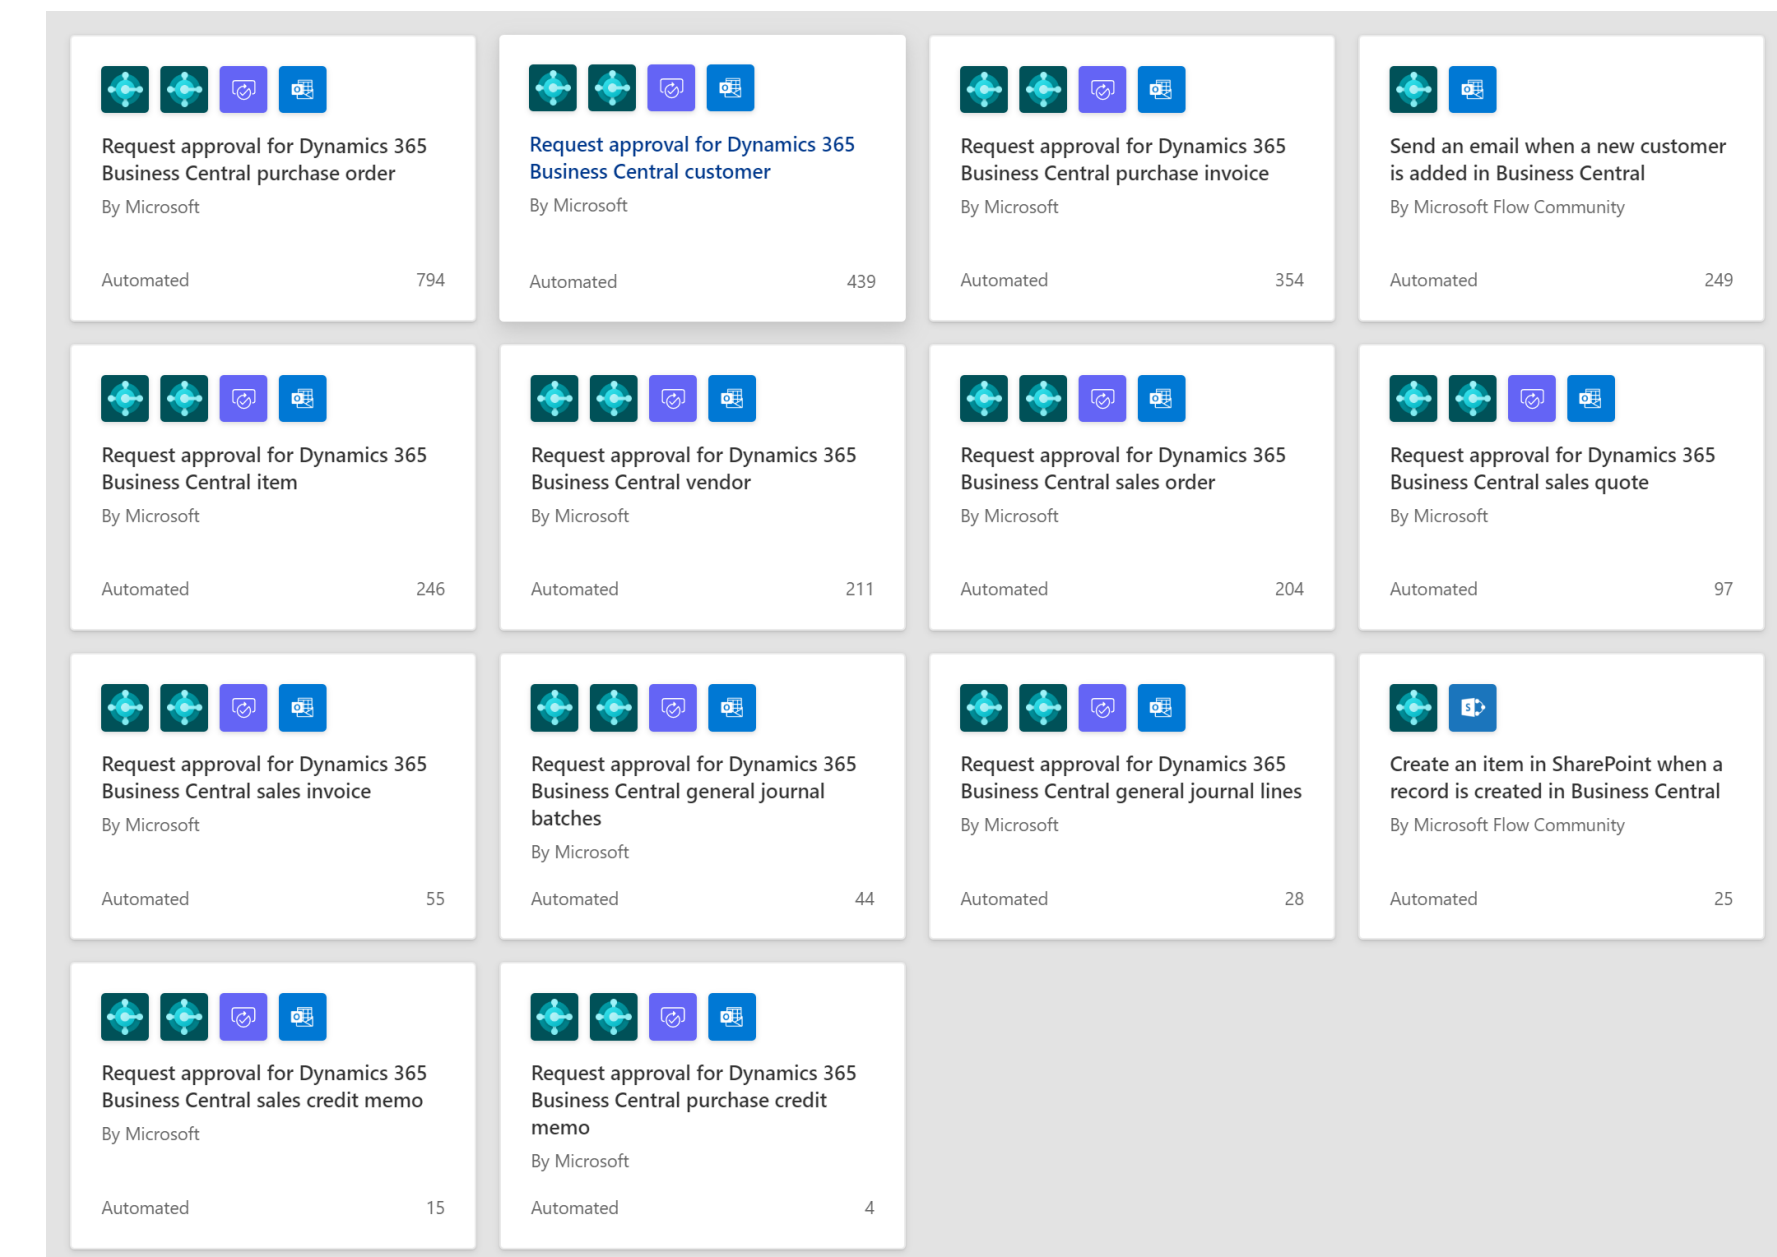 Request approval for Dynamics 365
Business Central purchase order
By Microsoft
Automated 794
Request approval for Dynamics 365
Business Central customer
By Microsoft
Automated 439
Request approval for Dynamics 365
Business Central purchase invoice
By Microsoft
Automated 354
Send an email when a new customer
is added in Business Central
By Microsoft Flow Community
Automated 249
Request approval for Dynamics 365
Business Central item
By Microsoft
Automated 246
Request approval for Dynamics 365
Business Central vendor
By Microsoft
Automated 211
Request approval for Dynamics 365
Business Central sales order
By Microsoft
Automated 204
Request approval for Dynamics 365
Business Central sales quote
By Microsoft
Automated 97
Request approval for Dynamics 365
Business Central sales invoice
By Microsoft
Automated 55
Request approval for Dynamics 365
Business Central general journal
batches
By Microsoft
Automated 44
Request approval for Dynamics 365
Business Central general journal lines
By Microsoft
Automated 28
Create an item in SharePoint when a
record is created in Business Central
By Microsoft Flow Community
Automated 25
Request approval for Dynamics 365
Business Central sales credit memo
By Microsoft
Automated 15
Request approval for Dynamics 365
Business Central purchase credit
memo
By Microsoft
Automated 4